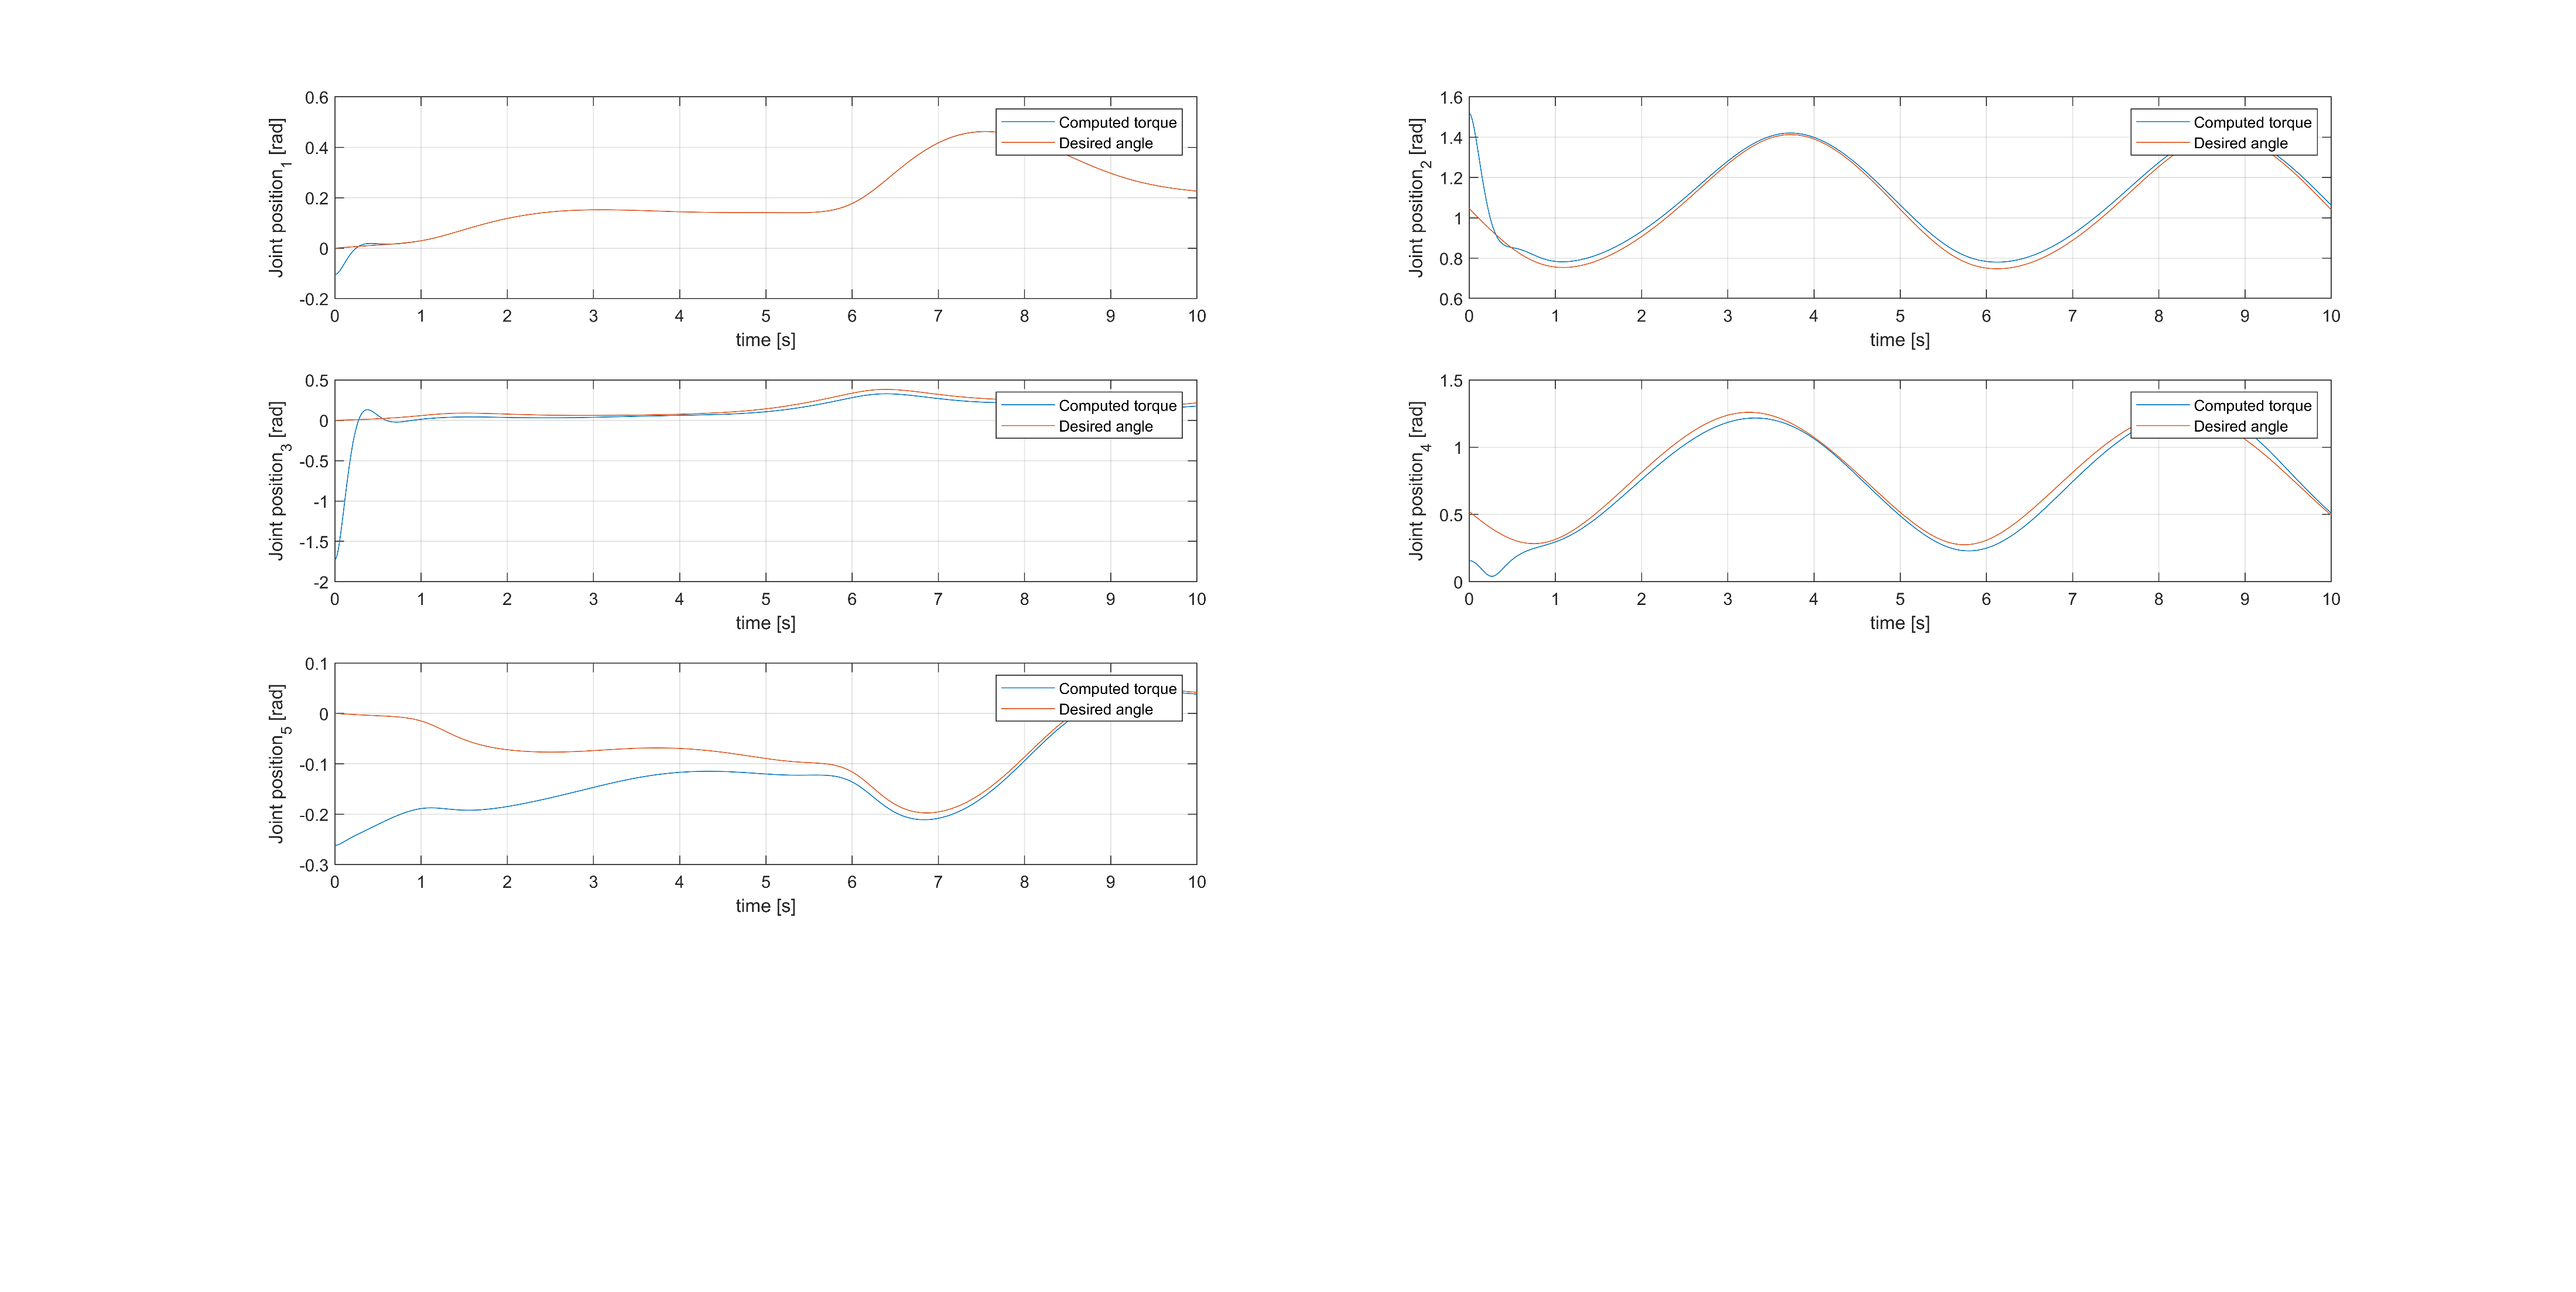 0.6
0.4
0.2
0
-0.2
Joint position1 [rad]
0 1 2 3 4 5 6 7 8 9 10
time [s]
Computed torque
Desired angle
1.6
1.4
1.2
1
0.8
0.6
Joint position2 [rad]
0 1 2 3 4 5 6 7 8 9 10
time [s]
Computed torque
Desired angle
0.5
0
-0.5
-1
-1.5
-2
Joint position3 [rad]
0 1 2 3 4 5 6 7 8 9 10
time [s]
Computed torque
Desired angle
1.5
1
0.5
0
Joint position4 [rad]
0 1 2 3 4 5 6 7 8 9 10
time [s]
Computed torque
Desired angle
0.1
0
-0.1
-0.2
-0.3
Joint position5 [rad]
0 1 2 3 4 5 6 7 8 9 10
time [s]
Computed torque
Desired angle